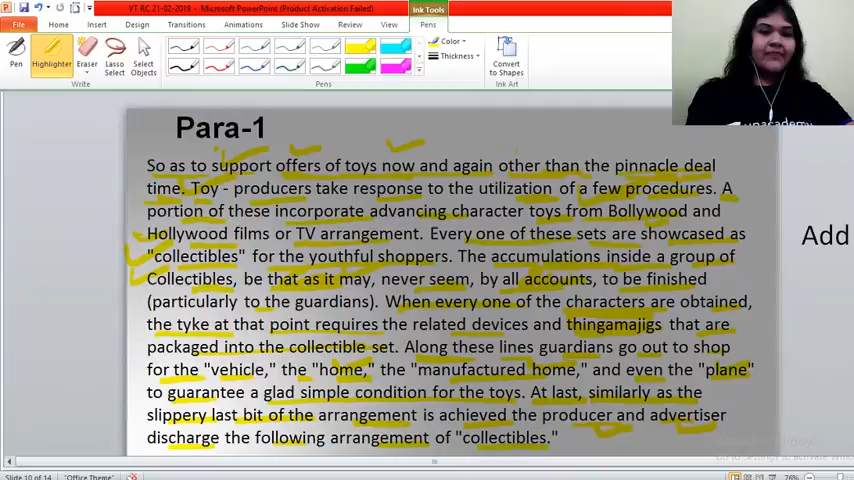 YT RC 21-02-2019 - Microsoft PowerPoint (Product Activation Failed)
Ink Tools
File Home Insert Design Transitions Animations Slide Show Review View Pens
Pen Highlighter Eraser Lasso Select Select Objects
Color
Thickness
Convert to Shapes
Write Pens Ink Art
unacademy
Para-1
So as to support offers of toys now and again other than the pinnacle deal
time. Toy - producers take response to the utilization of a few procedures. A
portion of these incorporate advancing character toys from Bollywood and
Hollywood films or TV arrangement. Every one of these sets are showcased as
"collectibles" for the youthful shoppers. The accumulations inside a group of
Collectibles, be that as it may, never seem, by all accounts, to be finished
(particularly to the guardians). When every one of the characters are obtained,
the tyke at that point requires the related devices and thingamajigs that are
packaged into the collectible set. Along these lines guardians go out to shop
for the "vehicle," the "home," the "manufactured home," and even the "plane"
to guarantee a glad simple condition for the toys. At last, similarly as the
slippery last bit of the arrangement is achieved the producer and advertiser
discharge the following arrangement of "collectibles."
Add
Slide 10 of 14 "Office Theme" 76%